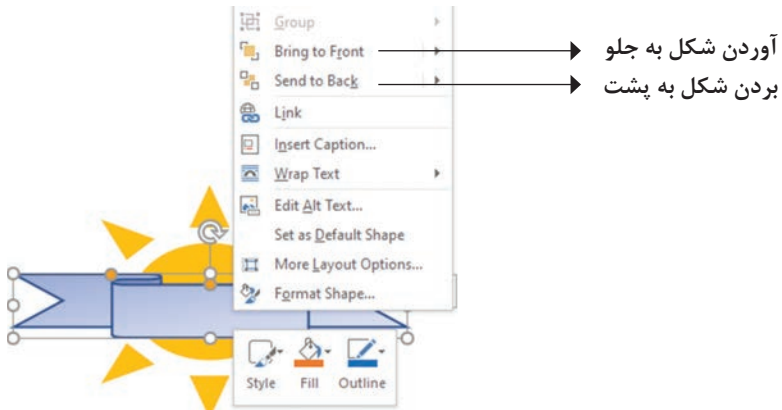 Group
Bring to Front
آوردن شکل به جلو
Send to Back
بردن شکل به پشت
Link
Insert Caption...
Wrap Text
Edit Alt Text...
Set as Default Shape
More Layout Options...
Format Shape...
Style Fill Outline